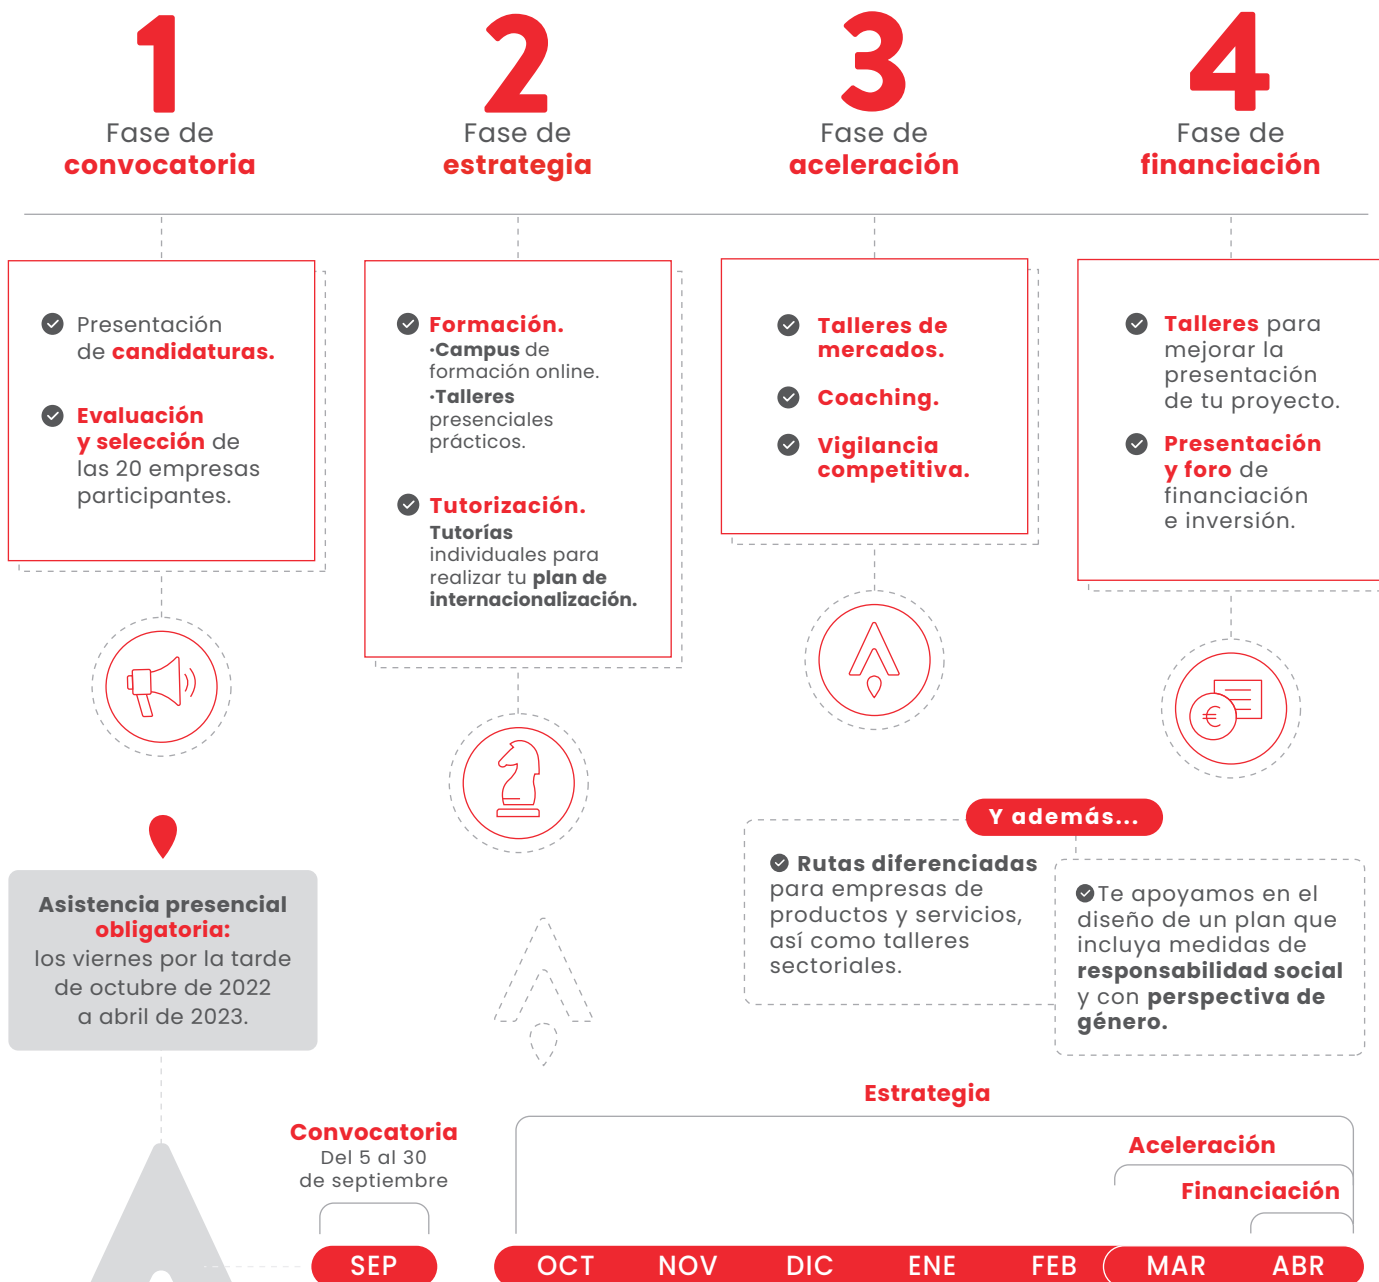 1
Fase de
convocatoria
2
Fase de
estrategia
3
Fase de
aceleración
4
Fase de
financiación
Presentación
de candidaturas.
Evaluación
y selección de
las 20 empresas
participantes.
Formación.
·Campus de
formación online.
·Talleres
presenciales
prácticos.
Tutorización.
Tutorías
individuales para
realizar tu plan de
internacionalización.
Talleres de
mercados.
Coaching.
Vigilancia
competitiva.
Talleres para
mejorar la
presentación
de tu proyecto.
Presentación
y foro de
financiación
e inversión.
€
Asistencia presencial
obligatoria:
los viernes por la tarde
de octubre de 2022
a abril de 2023.
Y además...
Rutas diferenciadas
para empresas de
productos y servicios,
así como talleres
sectoriales.
Te apoyamos en el
diseño de un plan que
incluya medidas de
responsabilidad social
y con perspectiva de
género.
Estrategia
Convocatoria
Del 5 al 30
de septiembre
Aceleración
Financiación
SEP OCT NOV DIC ENE FEB MAR ABR